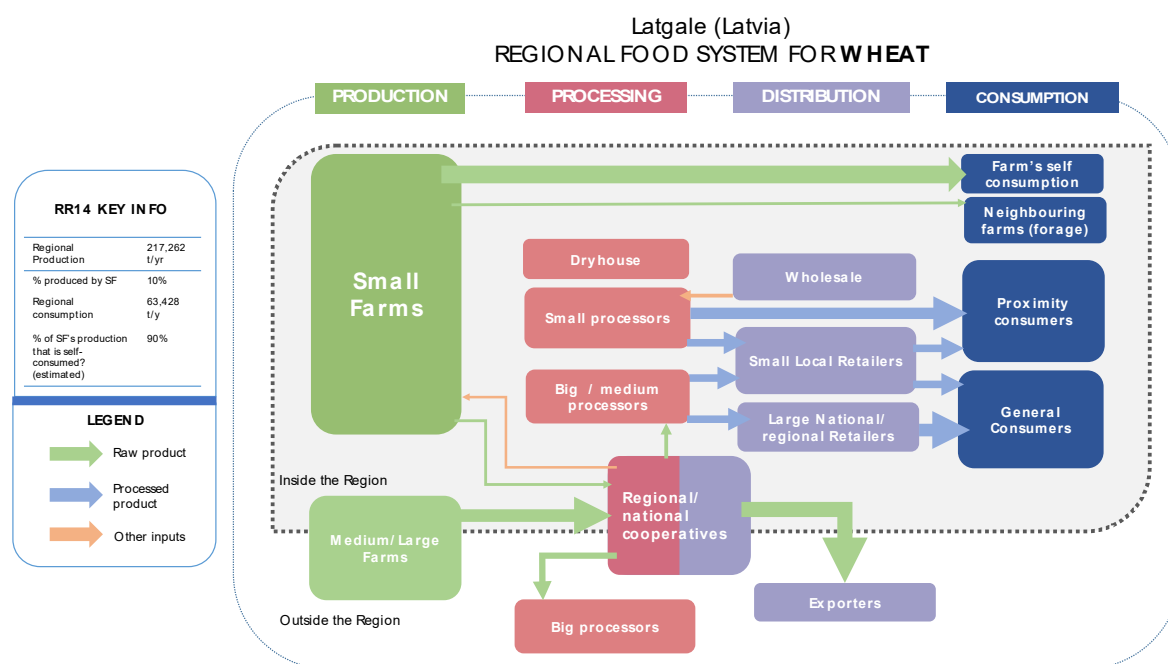 Latgale (Latvia)
REGIONAL FOOD SYSTEM FOR WHEAT
PRODUCTION
PROCESSING
DISTRIBUTION
CONSUMPTION
RR14 KEY INFO
Regional
Production
217,262
t/yr
% produced by SF
10%
Regional
consumption
63,428
t/y
% of SF's production
that is self-
consumed?
(estimated)
90%
LEGEND
Raw product
Processed
product
Other inputs
Small
Farms
Farm's self
consumption
Neighbouring
farms (forage)
Dryhouse
Wholesale
Small processors
Proximity
consumers
Small Local Retailers
Big / medium
processors
Large National/
regional Retailers
General
Consumers
Inside the Region
Regional/
national
cooperatives
Medium/Large
Farms
Exporters
Outside the Region
Big processors